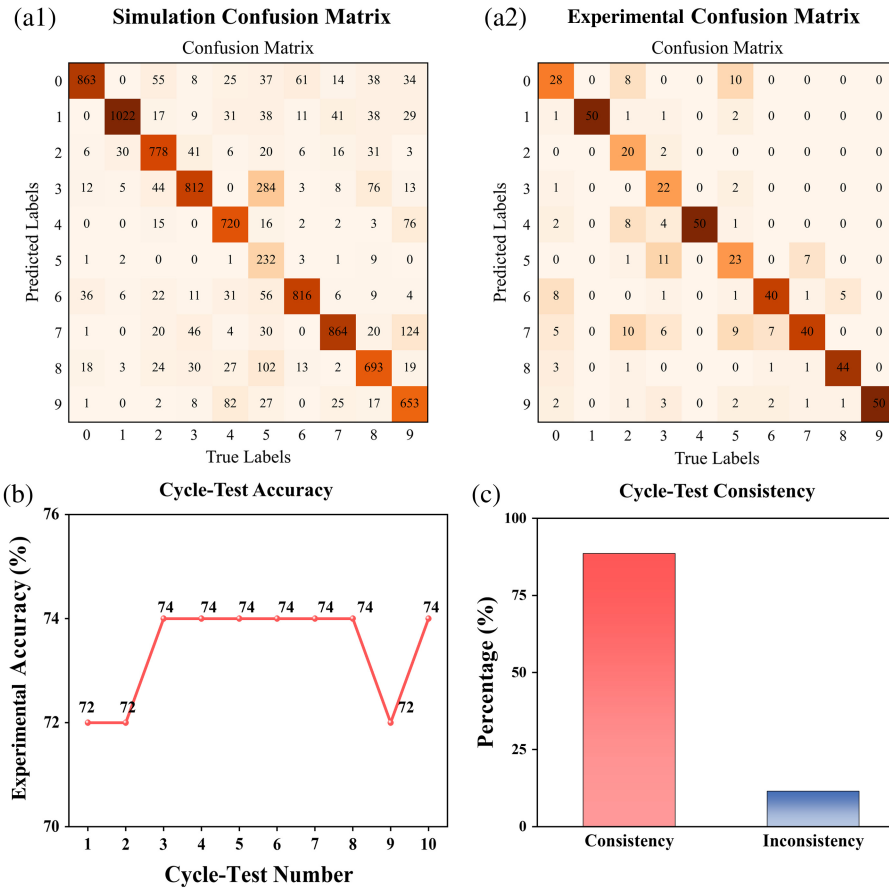 (a1) Simulation Confusion Matrix
Confusion Matrix
Predicted Labels
0 863 0 55 8 25 37 61 14 38 34
1 0 1022 17 9 31 38 11 41 38 29
2 6 30 778 41 6 20 6 16 31 3
3 12 5 44 812 0 284 3 8 76 13
4 0 0 15 0 720 16 2 2 3 76
5 1 2 0 0 1 232 3 1 9 0
6 36 6 22 11 31 56 816 6 9 4
7 1 0 20 46 4 30 0 864 20 124
8 18 3 24 30 27 102 13 2 693 19
9 1 0 2 8 82 27 0 25 17 653
0 1 2 3 4 5 6 7 8 9
True Labels
(a2) Experimental Confusion Matrix
Confusion Matrix
Predicted Labels
0 28 0 8 0 0 10 0 0 0 0
1 1 50 1 1 0 2 0 0 0 0
2 0 0 20 2 0 0 0 0 0 0
3 1 0 0 22 0 2 0 0 0 0
4 2 0 8 4 50 1 0 0 0 0
5 0 0 1 11 0 23 0 7 0 0
6 8 0 0 1 0 1 40 1 5 0
7 5 0 10 6 0 9 7 40 0 0
8 3 0 1 0 0 0 1 1 44 0
9 2 0 1 3 0 2 2 1 1 50
0 1 2 3 4 5 6 7 8 9
True Labels
(b) Cycle-Test Accuracy
Experimental Accuracy (%)
76
74
72
70
72 72 74 74 74 74 74 74 72 74
1 2 3 4 5 6 7 8 9 10
Cycle-Test Number
(c) Cycle-Test Consistency
Percentage (%)
100
75
50
25
0
Consistency Inconsistency